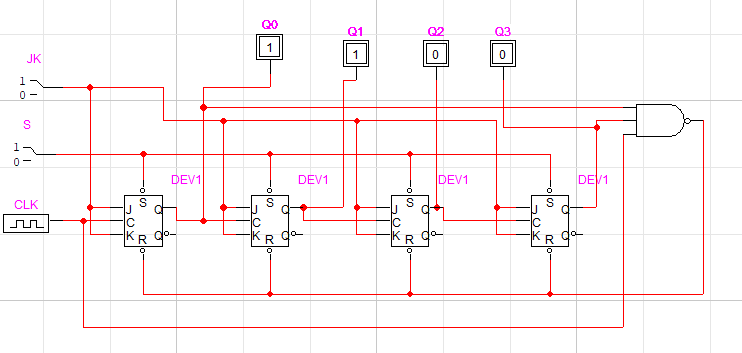 Q0 Q1 Q2 Q3
1 1 0 0
JK
1
0
S
1
0
DEV1 DEV1 DEV1 DEV1
CLK
S S S S
J Q J Q J Q J Q
C C C C
K Q K Q K Q K Q
R R R R